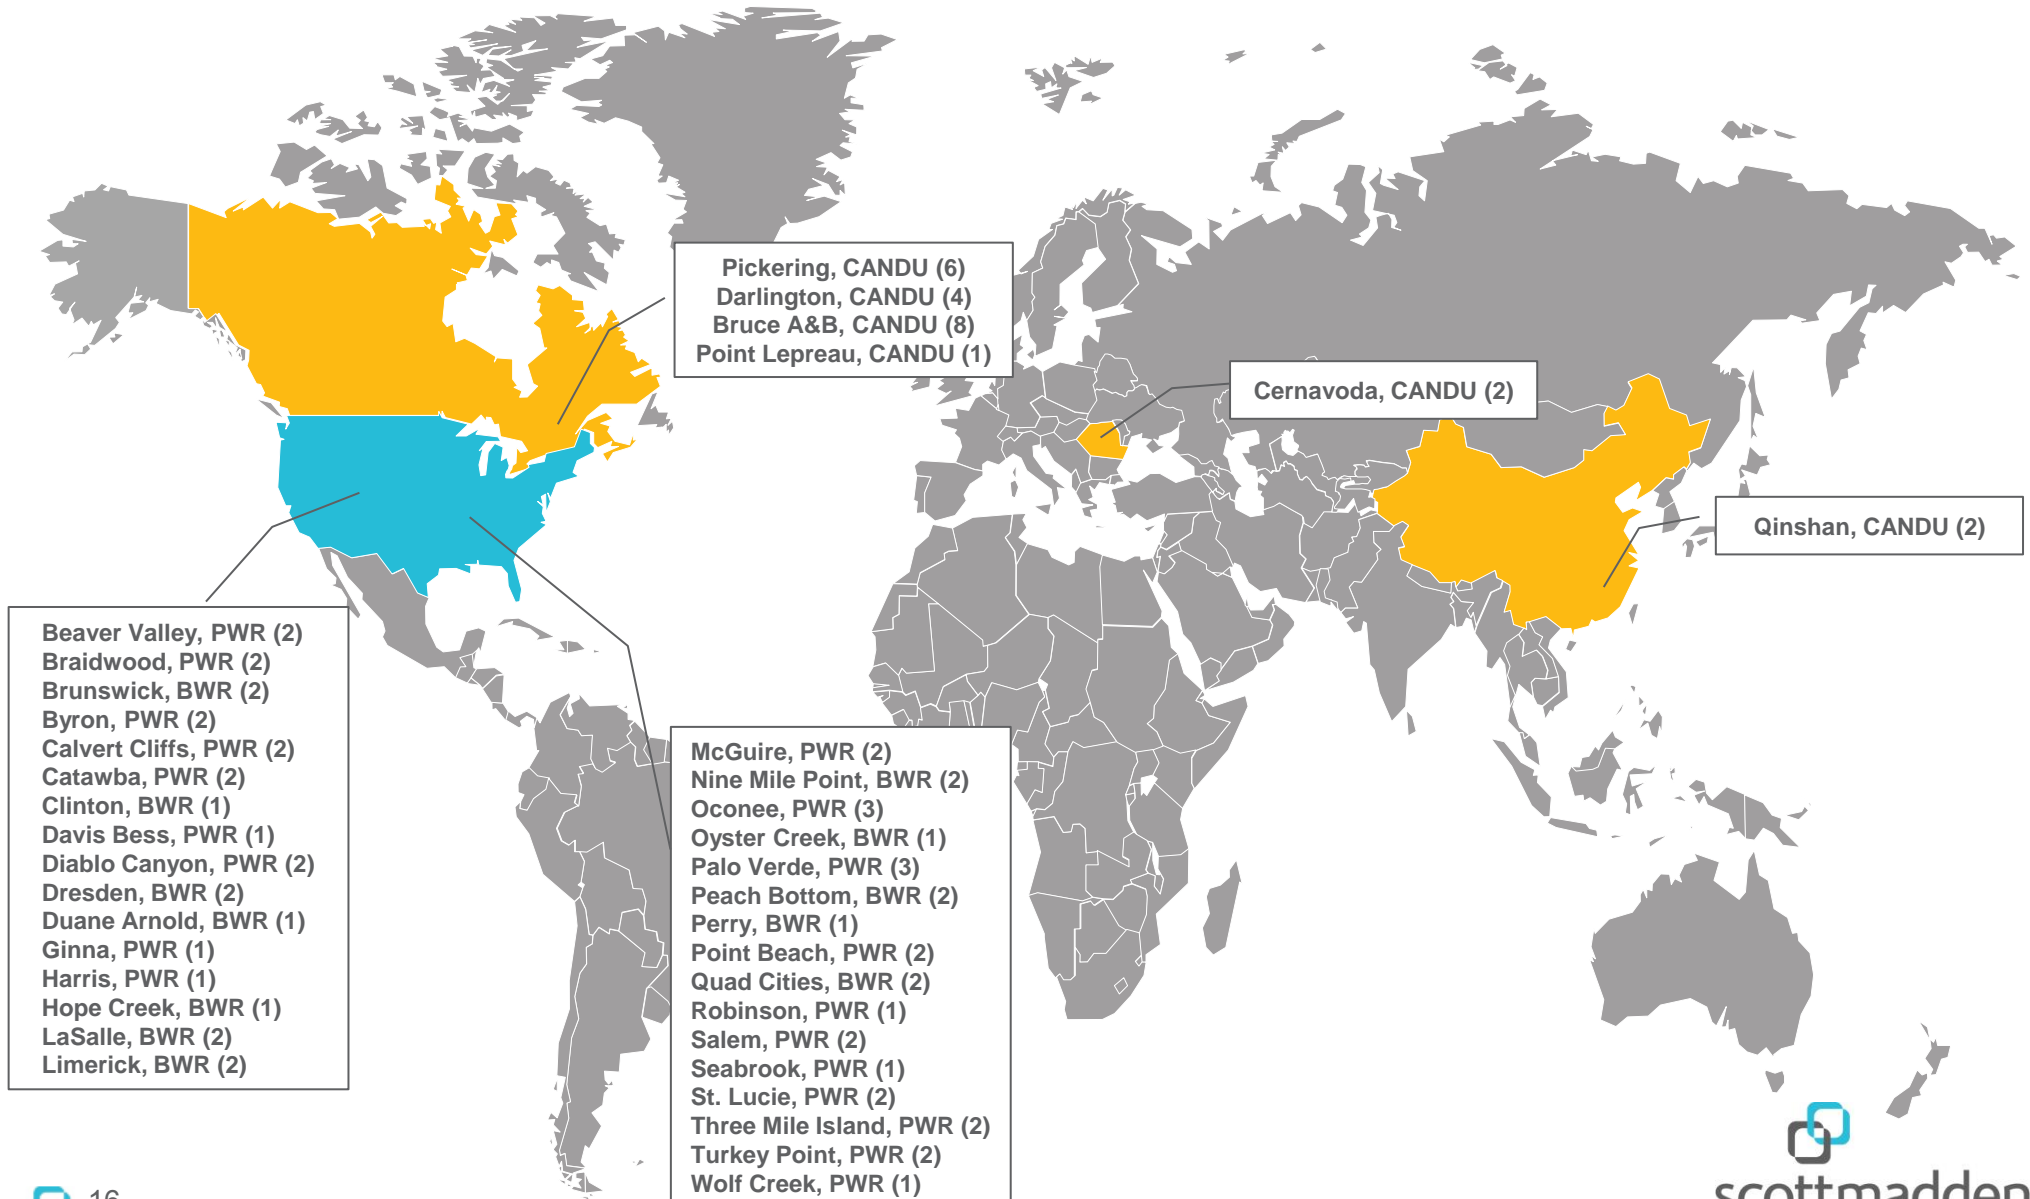 Pickering, CANDU (6)
Darlington, CANDU (4)
Bruce A&B, CANDU (8)
Point Lepreau, CANDU (1)
Cernavoda, CANDU (2)
Qinshan, CANDU (2)
Beaver Valley, PWR (2)
Braidwood, PWR (2)
Brunswick, BWR (2)
Byron, PWR (2)
Calvert Cliffs, PWR (2)
Catawba, PWR (2)
Clinton, BWR (1)
Davis Bess, PWR (1)
Diablo Canyon, PWR (2)
Dresden, BWR (2)
Duane Arnold, BWR (1)
Ginna, PWR (1)
Harris, PWR (1)
Hope Creek, BWR (1)
LaSalle, BWR (2)
Limerick, BWR (2)
McGuire, PWR (2)
Nine Mile Point, BWR (2)
Oconee, PWR (3)
Oyster Creek, BWR (1)
Palo Verde, PWR (3)
Peach Bottom, BWR (2)
Perry, BWR (1)
Point Beach, PWR (2)
Quad Cities, BWR (2)
Robinson, PWR (1)
Salem, PWR (2)
Seabrook, PWR (1)
St. Lucie, PWR (2)
Three Mile Island, PWR (2)
Turkey Point, PWR (2)
Wolf Creek, PWR (1)
16
scottmadden